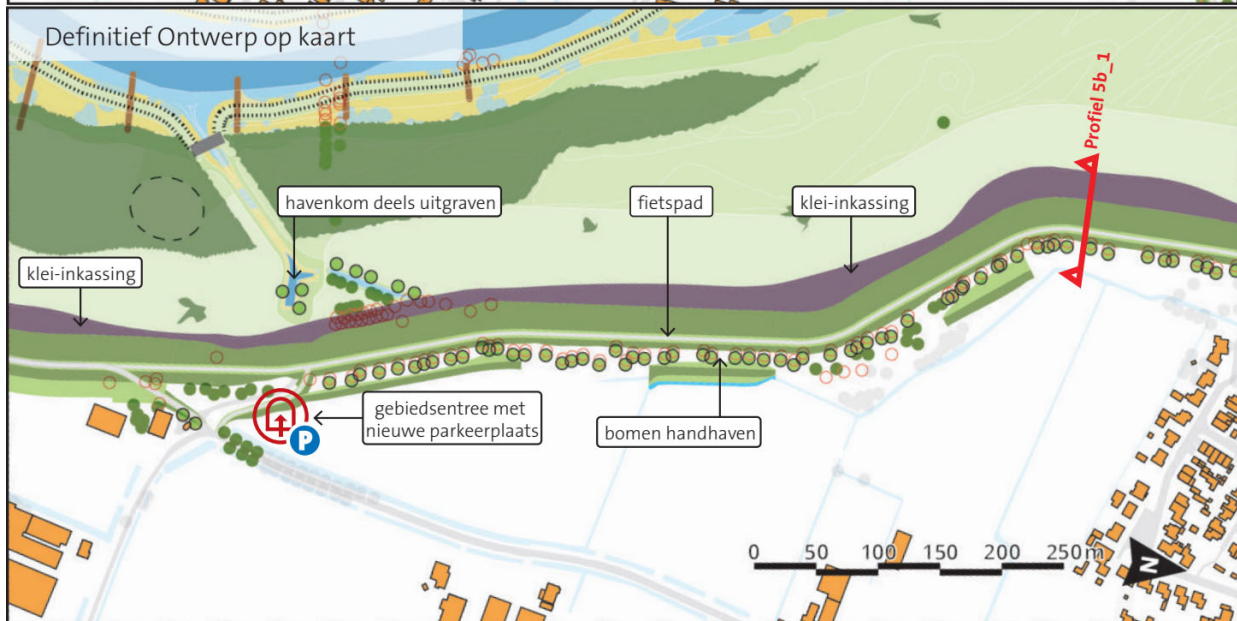 Definitief Ontwerp op kaart
Profiel 5b_1
havenkom deels uitgraven
fietspad
klei-inkassing
klei-inkassing
gebiedsentree met
nieuwe parkeerplaats
P
bomen handhaven
0 50 100 150 200 250m
N